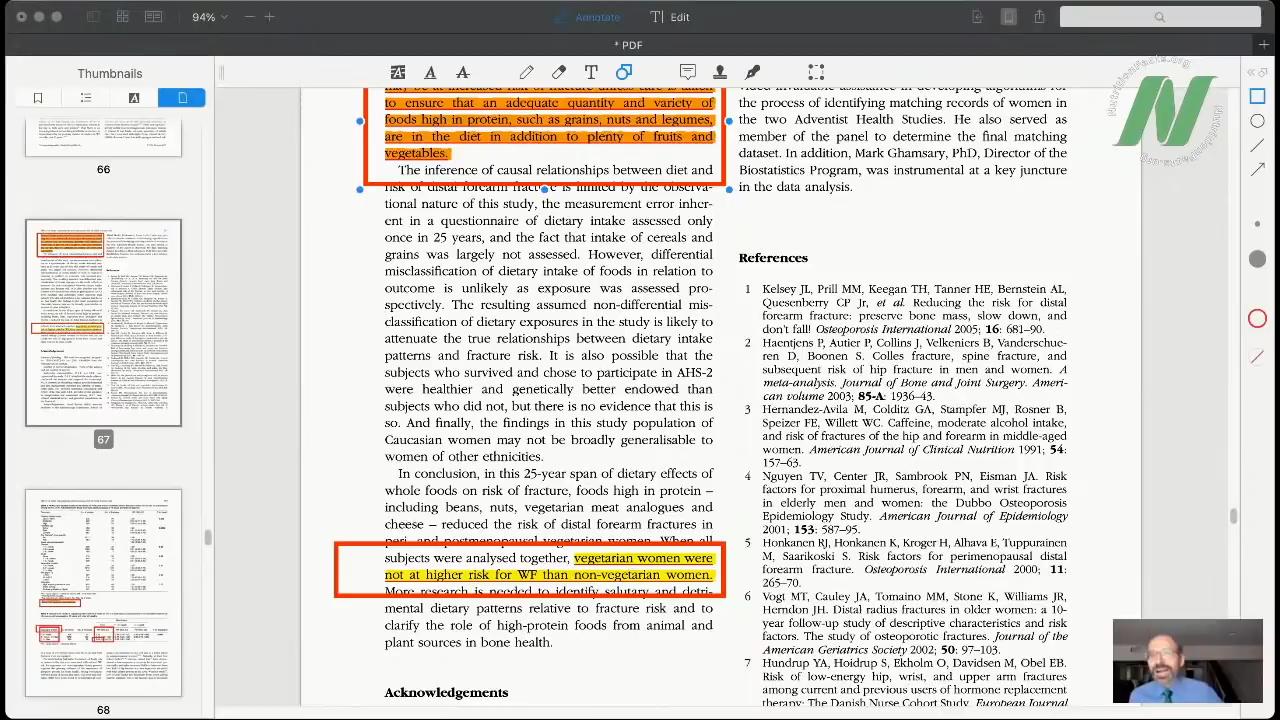 94%
Annotate
Edit
* PDF
Thumbnails
NutritionFacts.org
66
67
68
to ensure that an adequate quantity and variety of
foods high in protein, such as grains, nuts and legumes,
are in the diet in addition to plenty of fruits and
vegetables.
The inference of causal relationships between diet and
risk of distal forearm fracture is limited by the observa-
tional nature of this study, the measurement error inher-
ent in a questionnaire of dietary intake assessed only
once in 25 years, and the fact that intake of cereals and
grains was largely not assessed. However, differential
misclassification of dietary intake of foods in relation to
outcome is unlikely as exposure was assessed pro-
spectively. The resulting assumed non-differential mis-
classification of dietary exposures in the study is likely to
attenuate the true relationships between dietary intake
patterns and fracture risk. It is also possible that the
subjects who survived and chose to participate in AHS-2
were healthier and genetically better endowed than
subjects who did not, but there is no evidence that this is
so. And finally, the findings in this study population of
Caucasian women may not be broadly generalisable to
women of other ethnicities.
In conclusion, in this 25-year span of dietary effects of
whole foods on risk of fracture, foods high in protein –
including beans, nuts, vegetarian meat analogues and
cheese – reduced the risk of distal forearm fractures in
peri- and postmenopausal vegetarian women. When all
subjects were analysed together, vegetarian women were
not at higher risk for WF than non-vegetarian women.
More research is needed to identify salutary and detri-
mental dietary patterns relative to fracture risk and to
clarify the role of high-protein foods from animal and
plant sources in bone health.
Acknowledgements
the process of identifying matching records of women in
the two Adventist Health Studies. He also served as
member of the panel to determine the final matching
dataset. In addition, Mark Ghamsary, PhD, Director of the
Biostatistics Program, was instrumental at a key juncture
in the data analysis.
References
1 Kelsey JL, Prill MM, Keegan TH, Tanner HE, Bernstein AL,
Quesenberry CP Jr, et al. Reducing the risk for distal
forearm fracture: preserve bone mass, slow down, and
don't fall! Osteoporosis International 2005; 16: 681–90.
2 Haentjens P, Autier P, Collins J, Velkeniers B, Vanderschue-
ren D, Boonen S. Colles fracture, spine fracture, and
subsequent risk of hip fracture in men and women. A
meta-analysis. Journal of Bone and Joint Surgery. Ameri-
can Volume 2003; 85-A: 1936–43.
3 Hernandez-Avila M, Colditz GA, Stampfer MJ, Rosner B,
Speizer FE, Willett WC. Caffeine, moderate alcohol intake,
and risk of fractures of the hip and forearm in middle-aged
women. American Journal of Clinical Nutrition 1991; 54:
157–63.
4 Nguyen TV, Center JR, Sambrook PN, Eisman JA. Risk
factors for proximal humerus, forearm, and wrist fractures
in elderly men and women: the Dubbo Osteoporosis
Epidemiology Study. American Journal of Epidemiology
2001; 153: 587–95.
5 Honkanen RJ, Honkanen K, Kroger H, Alhava E, Tuppurainen
M, Saarikoski S. Risk factors for perimenopausal distal
forearm fracture. Osteoporosis International 2000; 11:
265–70.
6 Vogt MT, Cauley JA, Tomaino MM, Stone K, Williams JR,
Herndon JH. Distal radius fractures in older women: a 10-
year follow-up study of descriptive characteristics and risk
factors. The study of osteoporotic fractures. Journal of the
Society
risk of low-energy hip, wrist, and upper arm fractures
among current and previous users of hormone replacement
therapy: The Danish Nurse Cohort Study. European Journal